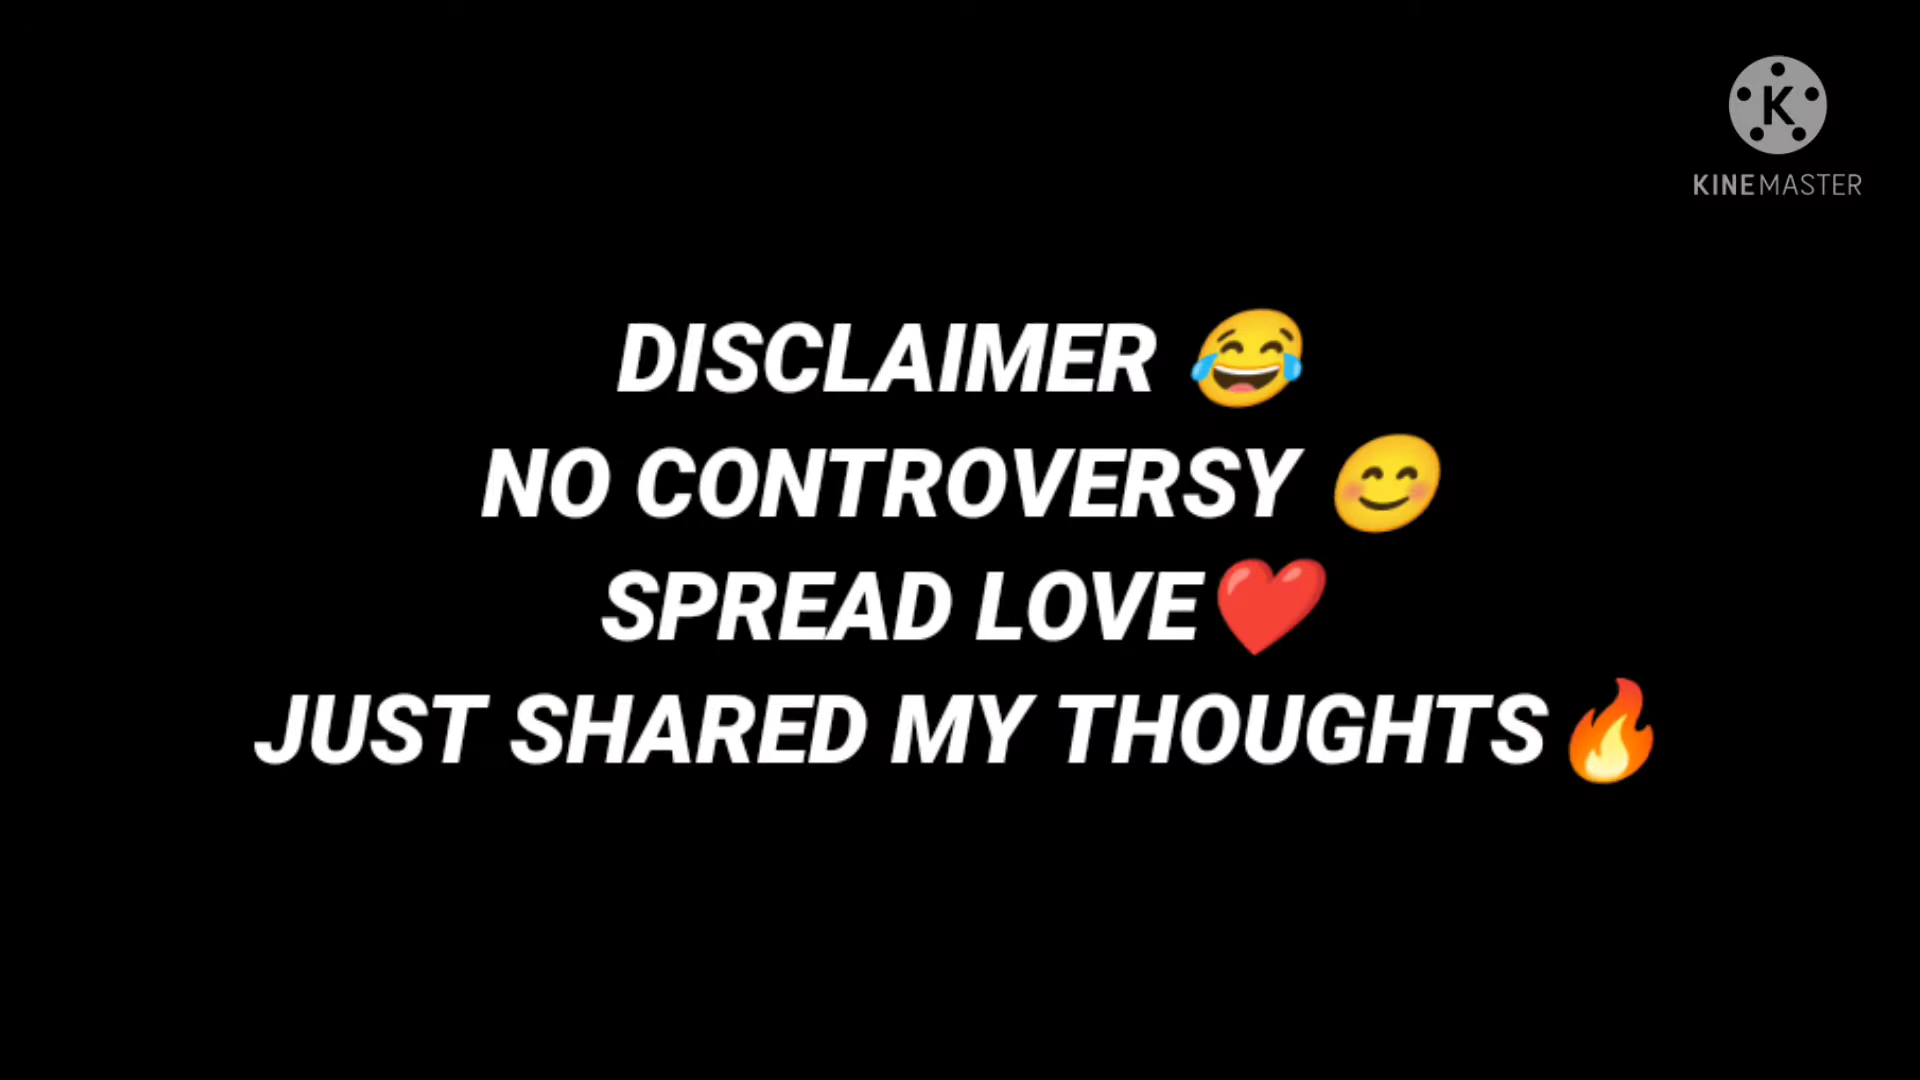 K
KINEMASTER
DISCLAIMER 😂
NO CONTROVERSY 😊
SPREAD LOVE❤️
JUST SHARED MY THOUGHTS🔥